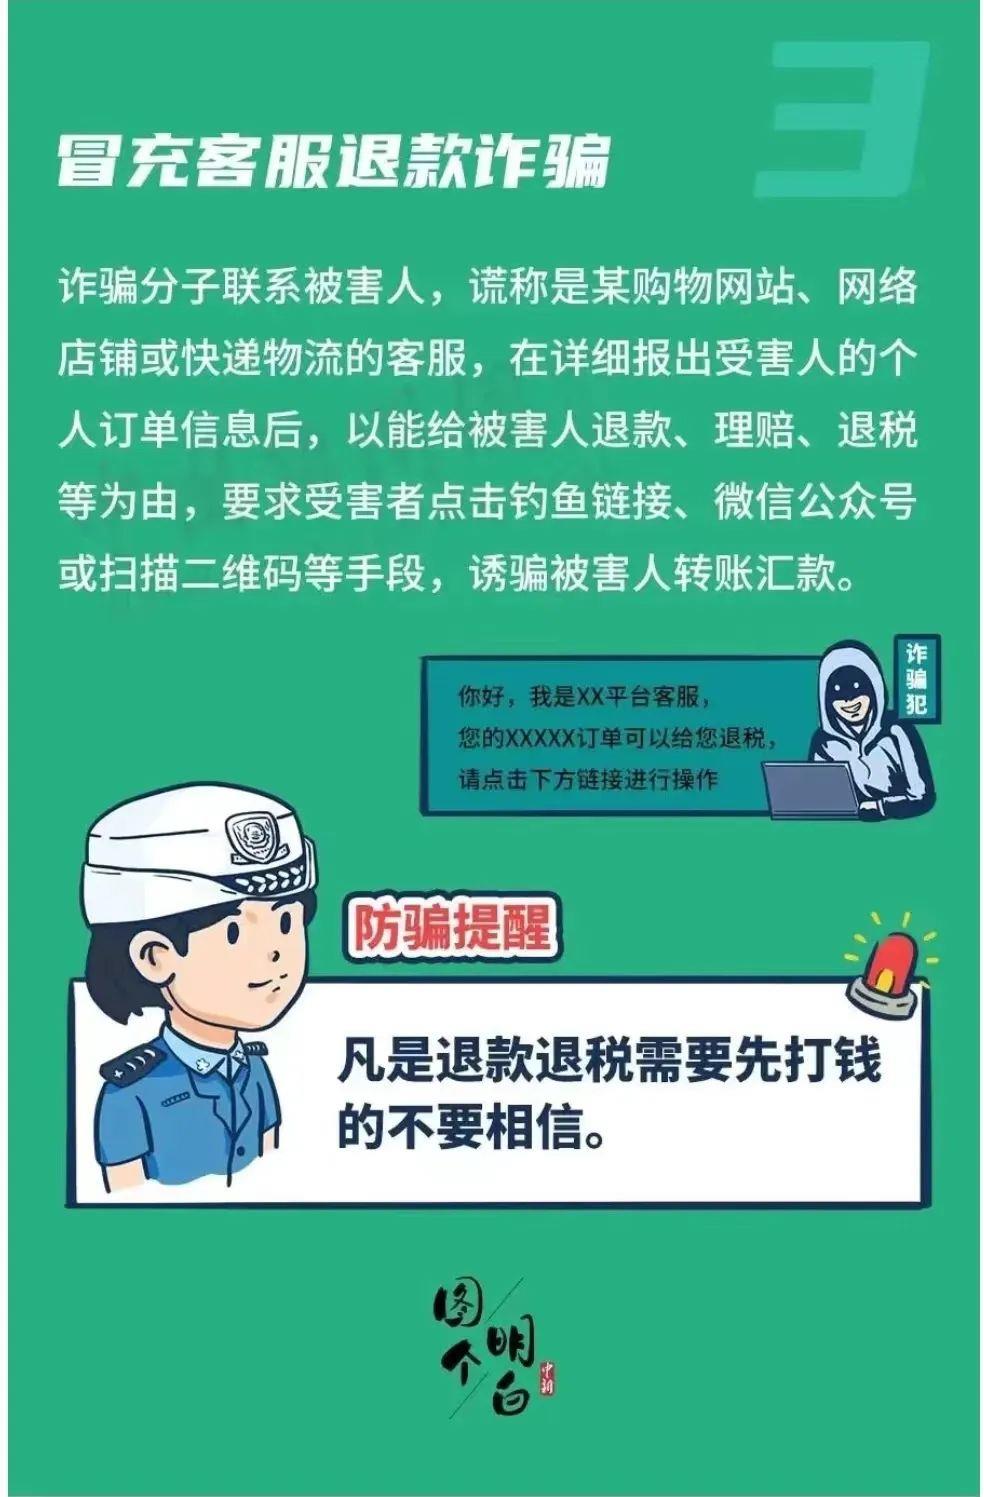 3
冒充客服退款诈骗
诈骗分子联系被害人，谎称是某购物网站、网络
店铺或快递物流的客服，在详细报出受害人的个
人订单信息后，以能给被害人退款、理赔、退税
等为由，要求受害者点击钓鱼链接、微信公众号
或扫描二维码等手段，诱骗被害人转账汇款。
诈骗犯
你好，我是XX平台客服，
您的XXXXX订单可以给您退税，
请点击下方链接进行操作
防骗提醒
凡是退款退税需要先打钱
的不要相信。
图个明白
中新